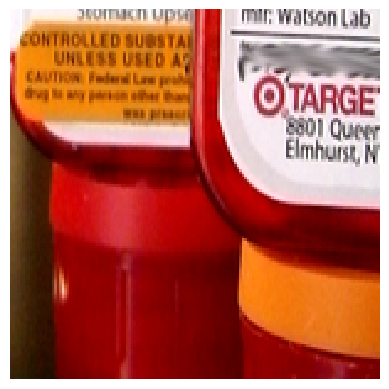 Stomach Upse
CONTROLLED SUBSTA
UNLESS USED A
CAUTION: Federal Law proh
drug to any person other than
was prescr
mfr: Watson Lab
TARGET
8801 Queen
Elmhurst, N